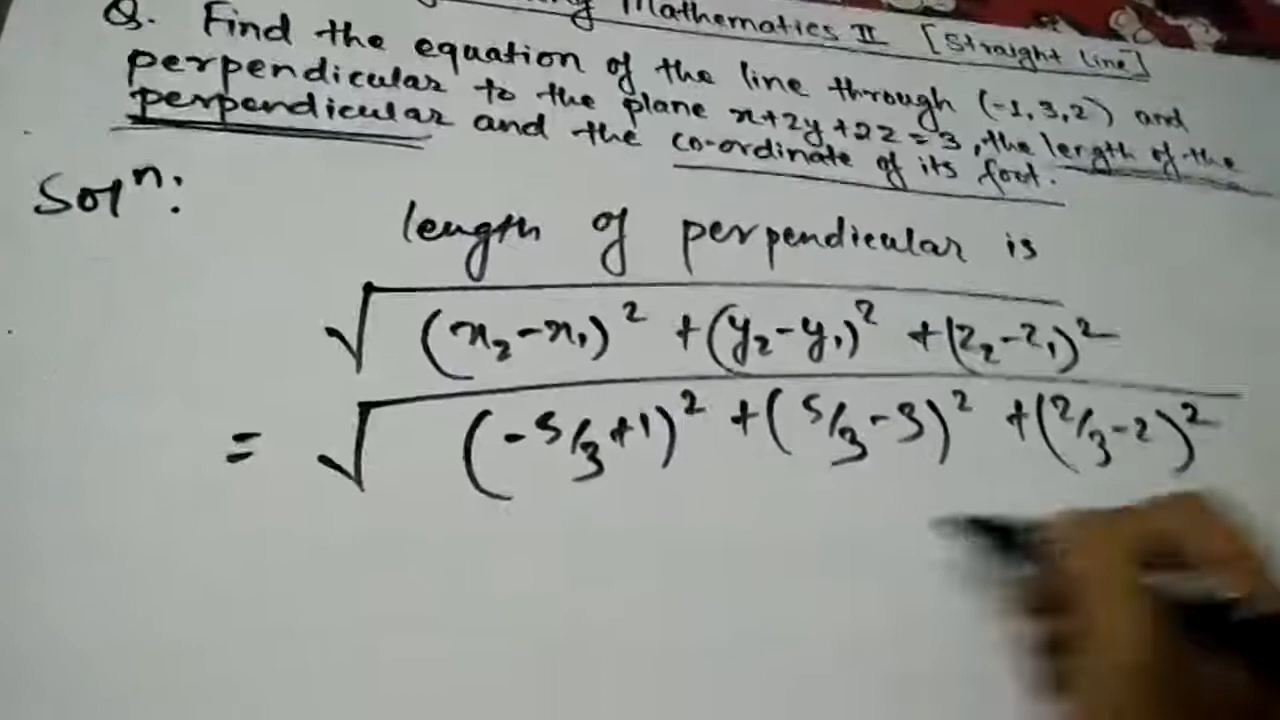 Mathematics II [Straight line]
Q. Find the equation of the line through (-1,3,2) and
perpendicular to the plane x+2y+2z=3, the length of the
perpendicular and the co-ordinate of its foot.
Solⁿ:
length of perpendicular is
√(x₂-x₁)² +(y₂-y₁)² +(z₂-z₁)²
= √(-5/3+1)² +(5/3-3)² +(2/3-2)²